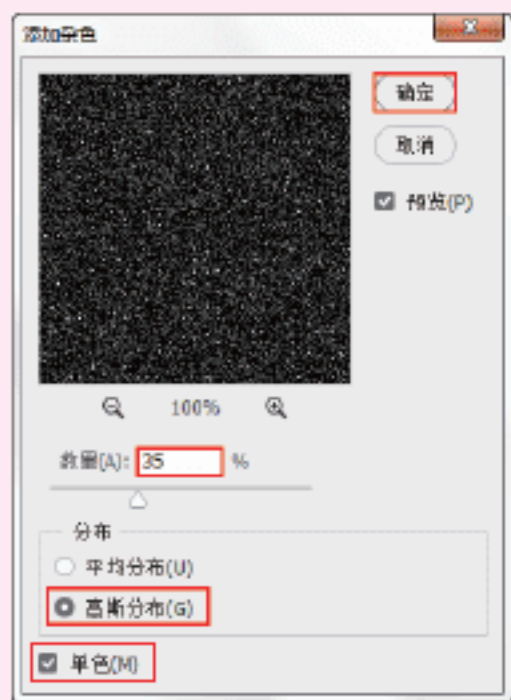 添加杂色
确定
取消
预览(P)
100%
数量(A): 35 %
分布
平均分布(U)
高斯分布(G)
单色(M)